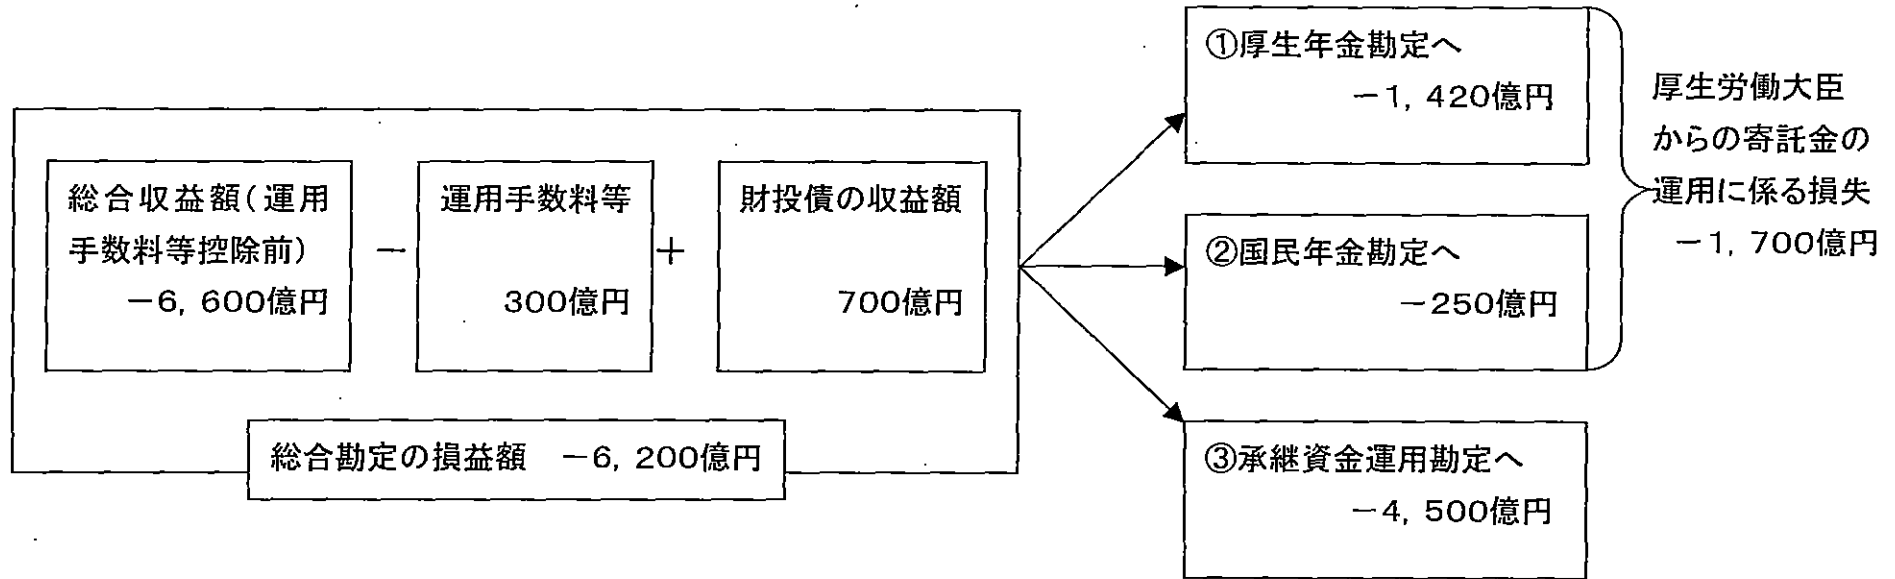 総合収益額(運用
手数料等控除前)
-6,600億円
-
運用手数料等
300億円
+
財投債の収益額
700億円
総合勘定の損益額 -6,200億円
①厚生年金勘定へ
-1,420億円
②国民年金勘定へ
-250億円
③承継資金運用勘定へ
-4,500億円
厚生労働大臣
からの寄託金の
運用に係る損失
-1,700億円